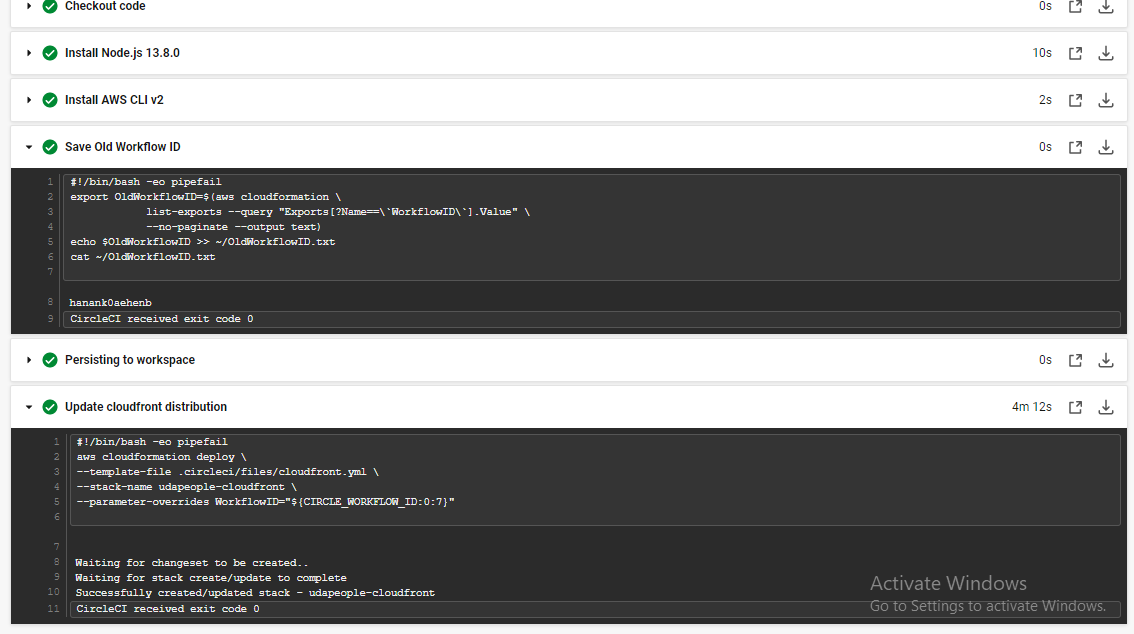 Checkout code 0s
Install Node.js 13.8.0 10s
Install AWS CLI v2 2s
Save Old Workflow ID 0s
1 #!/bin/bash -eo pipefail
2 export OldWorkflowID=$(aws cloudformation \
3 list-exports --query "Exports[?Name==\`WorkflowID\`].Value" \
4 --no-paginate --output text)
5 echo $OldWorkflowID >> ~/OldWorkflowID.txt
6 cat ~/OldWorkflowID.txt
7
8 hanank0aehenb
9 CircleCI received exit code 0
Persisting to workspace 0s
Update cloudfront distribution 4m 12s
1 #!/bin/bash -eo pipefail
2 aws cloudformation deploy \
3 --template-file .circleci/files/cloudfront.yml \
4 --stack-name udapeople-cloudfront \
5 --parameter-overrides WorkflowID="${CIRCLE_WORKFLOW_ID:0:7}"
6
7
8 Waiting for changeset to be created..
9 Waiting for stack create/update to complete
10 Successfully created/updated stack - udapeople-cloudfront
11 CircleCI received exit code 0
Activate Windows
Go to Settings to activate Windows.